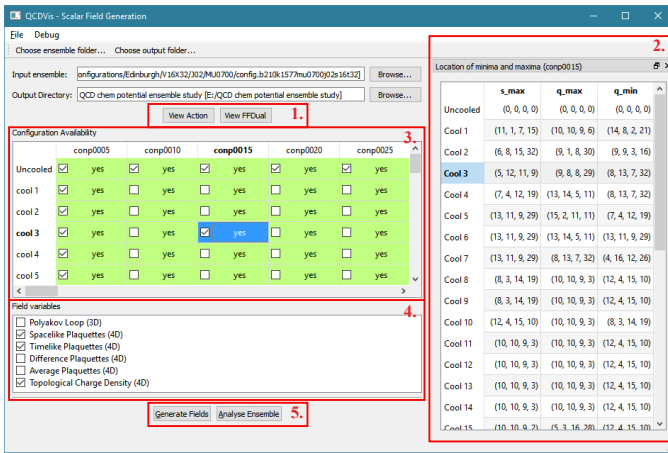 QCDVis - Scalar Field Generation
File Debug
2.
Choose ensemble folder... Choose output folder...
Location of minima and maxima (conp0015)
Input ensemble: onfigurations/Edinburgh/V16X32/J02/MU0700/config.b210k1577mu0700j02s16t32] Browse...
Output Directory: QCD chem potential ensemble study [E:/QCD chem potential ensemble study] Browse...
View Action View FFDual 1.
Configuration Availability 3.
conp0005 conp0010 conp0015 conp0020 conp0025
Uncooled yes yes yes yes yes
cool 1 yes yes yes yes yes
cool 2 yes yes yes yes yes
cool 3 yes yes yes yes yes
cool 4 yes yes yes yes yes
cool 5 yes yes yes yes yes
Field variables 4.
Polyakov Loop (3D)
Spacelike Plaquettes (4D)
Timelike Plaquettes (4D)
Difference Plaquettes (4D)
Average Plaquettes (4D)
Topological Charge Density (4D)
Generate Fields Analyse Ensemble 5.
s_max q_max q_min
Uncooled (0, 0, 0, 0) (0, 0, 0, 0) (0, 0, 0, 0)
Cool 1 (11, 1, 7, 15) (10, 10, 9, 6) (14, 8, 2, 21)
Cool 2 (6, 8, 15, 32) (9, 1, 8, 30) (9, 9, 3, 16)
Cool 3 (5, 12, 11, 9) (9, 8, 8, 29) (8, 13, 7, 32)
Cool 4 (7, 4, 12, 19) (13, 14, 5, 11) (8, 13, 7, 32)
Cool 5 (13, 11, 9, 29) (15, 2, 11, 11) (7, 4, 12, 19)
Cool 6 (13, 11, 9, 29) (13, 14, 5, 11) (13, 11, 9, 29)
Cool 7 (13, 11, 9, 29) (8, 13, 7, 32) (4, 16, 12, 26)
Cool 8 (8, 3, 14, 19) (10, 10, 9, 3) (12, 4, 15, 10)
Cool 9 (8, 3, 14, 19) (10, 10, 9, 3) (12, 4, 15, 10)
Cool 10 (12, 4, 15, 10) (10, 10, 9, 3) (8, 3, 14, 19)
Cool 11 (10, 10, 9, 3) (10, 10, 9, 3) (12, 4, 15, 10)
Cool 12 (10, 10, 9, 3) (10, 10, 9, 3) (12, 4, 15, 10)
Cool 13 (10, 10, 9, 3) (10, 10, 9, 3) (12, 4, 15, 10)
Cool 14 (10, 10, 9, 3) (10, 10, 9, 3) (12, 4, 15, 10)
Cool 15 (10, 10, 9, 2) (5, 3, 16, 28) (12, 4, 15, 10)